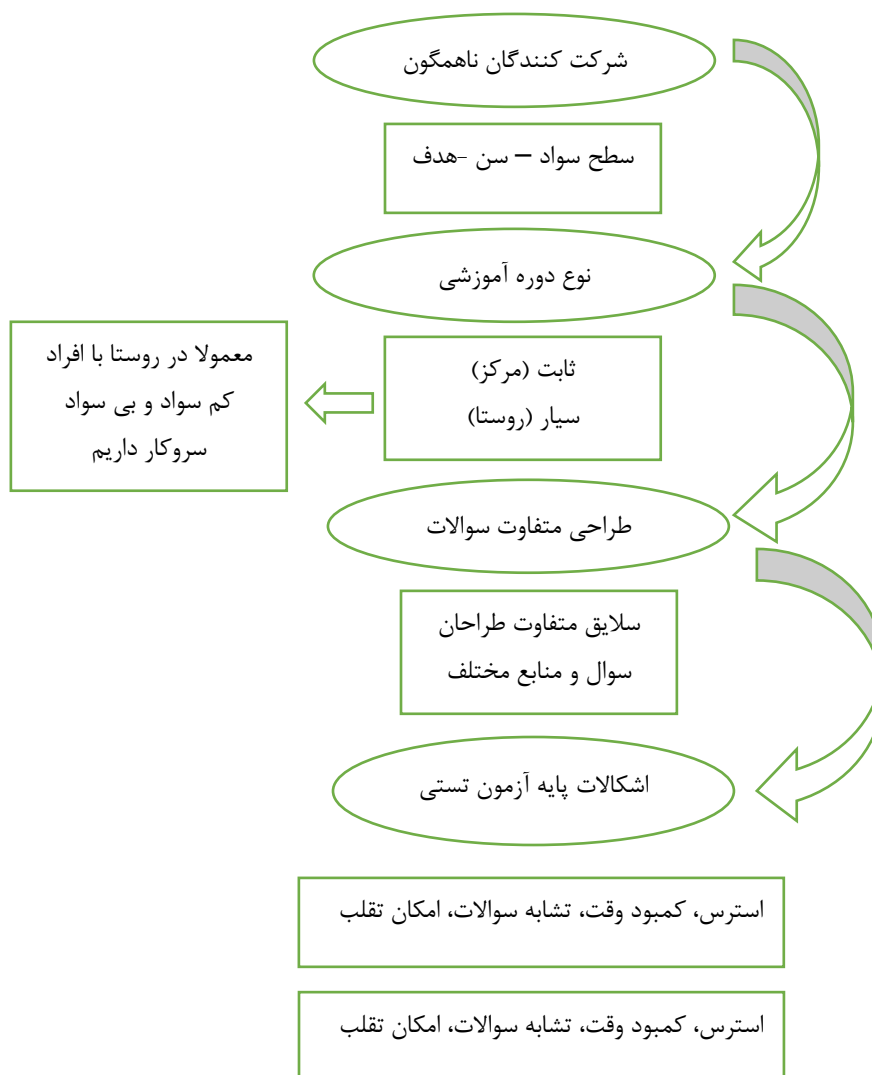 شرکت کنندگان ناهمگون
سطح سواد – سن -هدف
نوع دوره آموزشی
ثابت (مرکز)
سیار (روستا)
معمولا در روستا با افراد
کم سواد و بی سواد
سروکار داریم
طراحی متفاوت سوالات
سلایق متفاوت طراحان
سوال و منابع مختلف
اشکالات پایه آزمون تستی
استرس، کمبود وقت، تشابه سوالات، امکان تقلب
استرس، کمبود وقت، تشابه سوالات، امکان تقلب